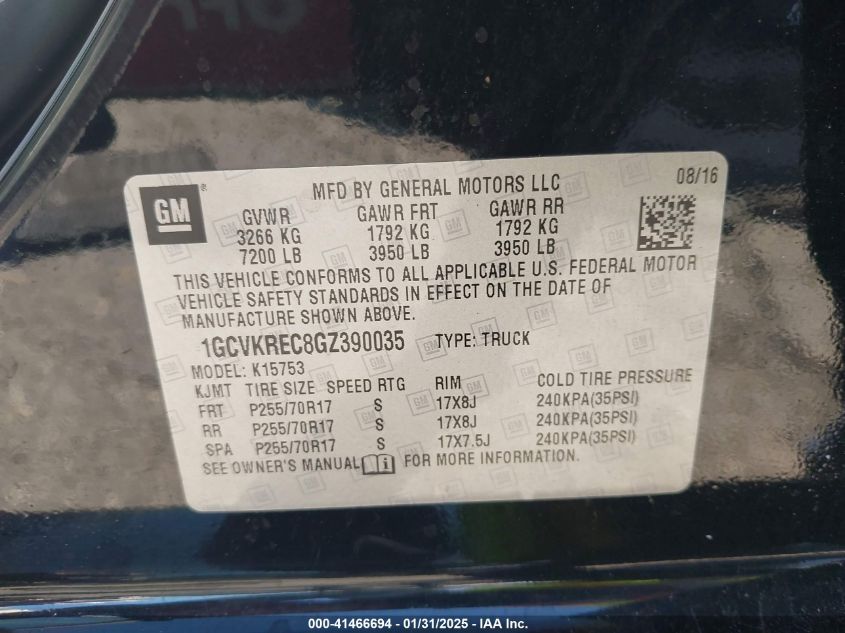 GM
MFD BY GENERAL MOTORS LLC 08/16
GVWR GAWR FRT GAWR RR
3266 KG 1792 KG 1792 KG
7200 LB 3950 LB 3950 LB
THIS VEHICLE CONFORMS TO ALL APPLICABLE U.S. FEDERAL MOTOR
VEHICLE SAFETY STANDARDS IN EFFECT ON THE DATE OF
MANUFACTURE SHOWN ABOVE.
1GCVKREC8GZ390035 TYPE: TRUCK
MODEL: K15753
KJMT TIRE SIZE SPEED RTG RIM COLD TIRE PRESSURE
FRT P255/70R17 S 17X8J 240KPA(35PSI)
RR P255/70R17 S 17X8J 240KPA(35PSI)
SPA P255/70R17 S 17X7.5J 240KPA(35PSI)
SEE OWNER'S MANUAL FOR MORE INFORMATION.
000-41466694 - 01/31/2025 - IAA Inc.